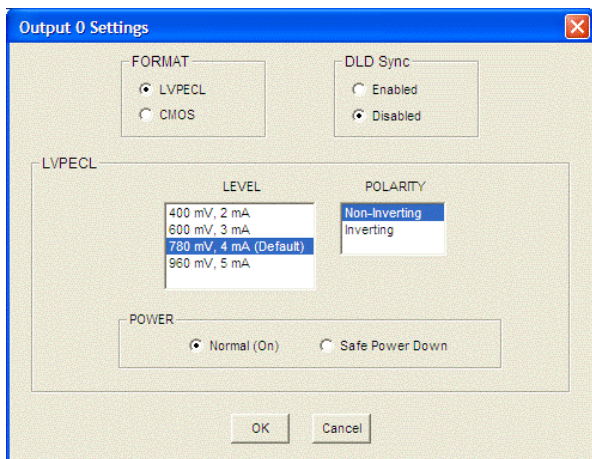 Output 0 Settings
FORMAT
LVPECL
CMOS
DLD Sync
Enabled
Disabled
LVPECL
LEVEL
400 mV, 2 mA
600 mV, 3 mA
780 mV, 4 mA (Default)
960 mV, 5 mA
POLARITY
Non-Inverting
Inverting
POWER
Normal (On)
Safe Power Down
OK
Cancel